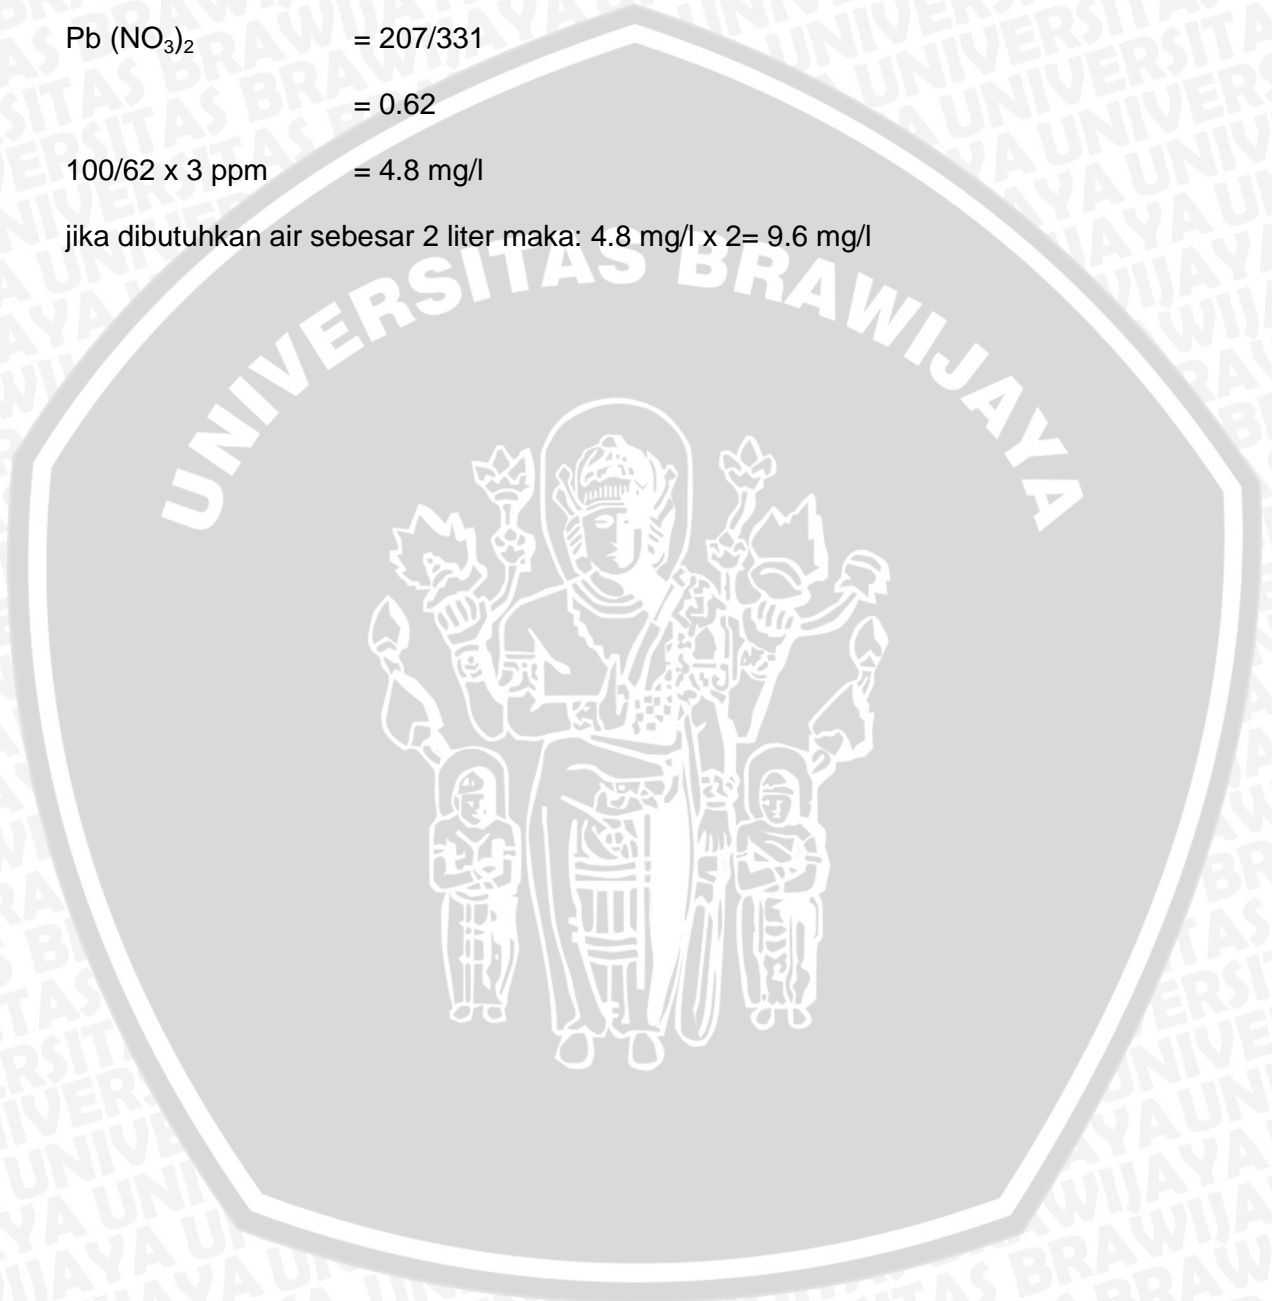 Pb (NO₃)₂ = 207/331
= 0.62
100/62 x 3 ppm = 4.8 mg/l
jika dibutuhkan air sebesar 2 liter maka: 4.8 mg/l x 2= 9.6 mg/l
UNIVERSITAS BRAWIJAYA